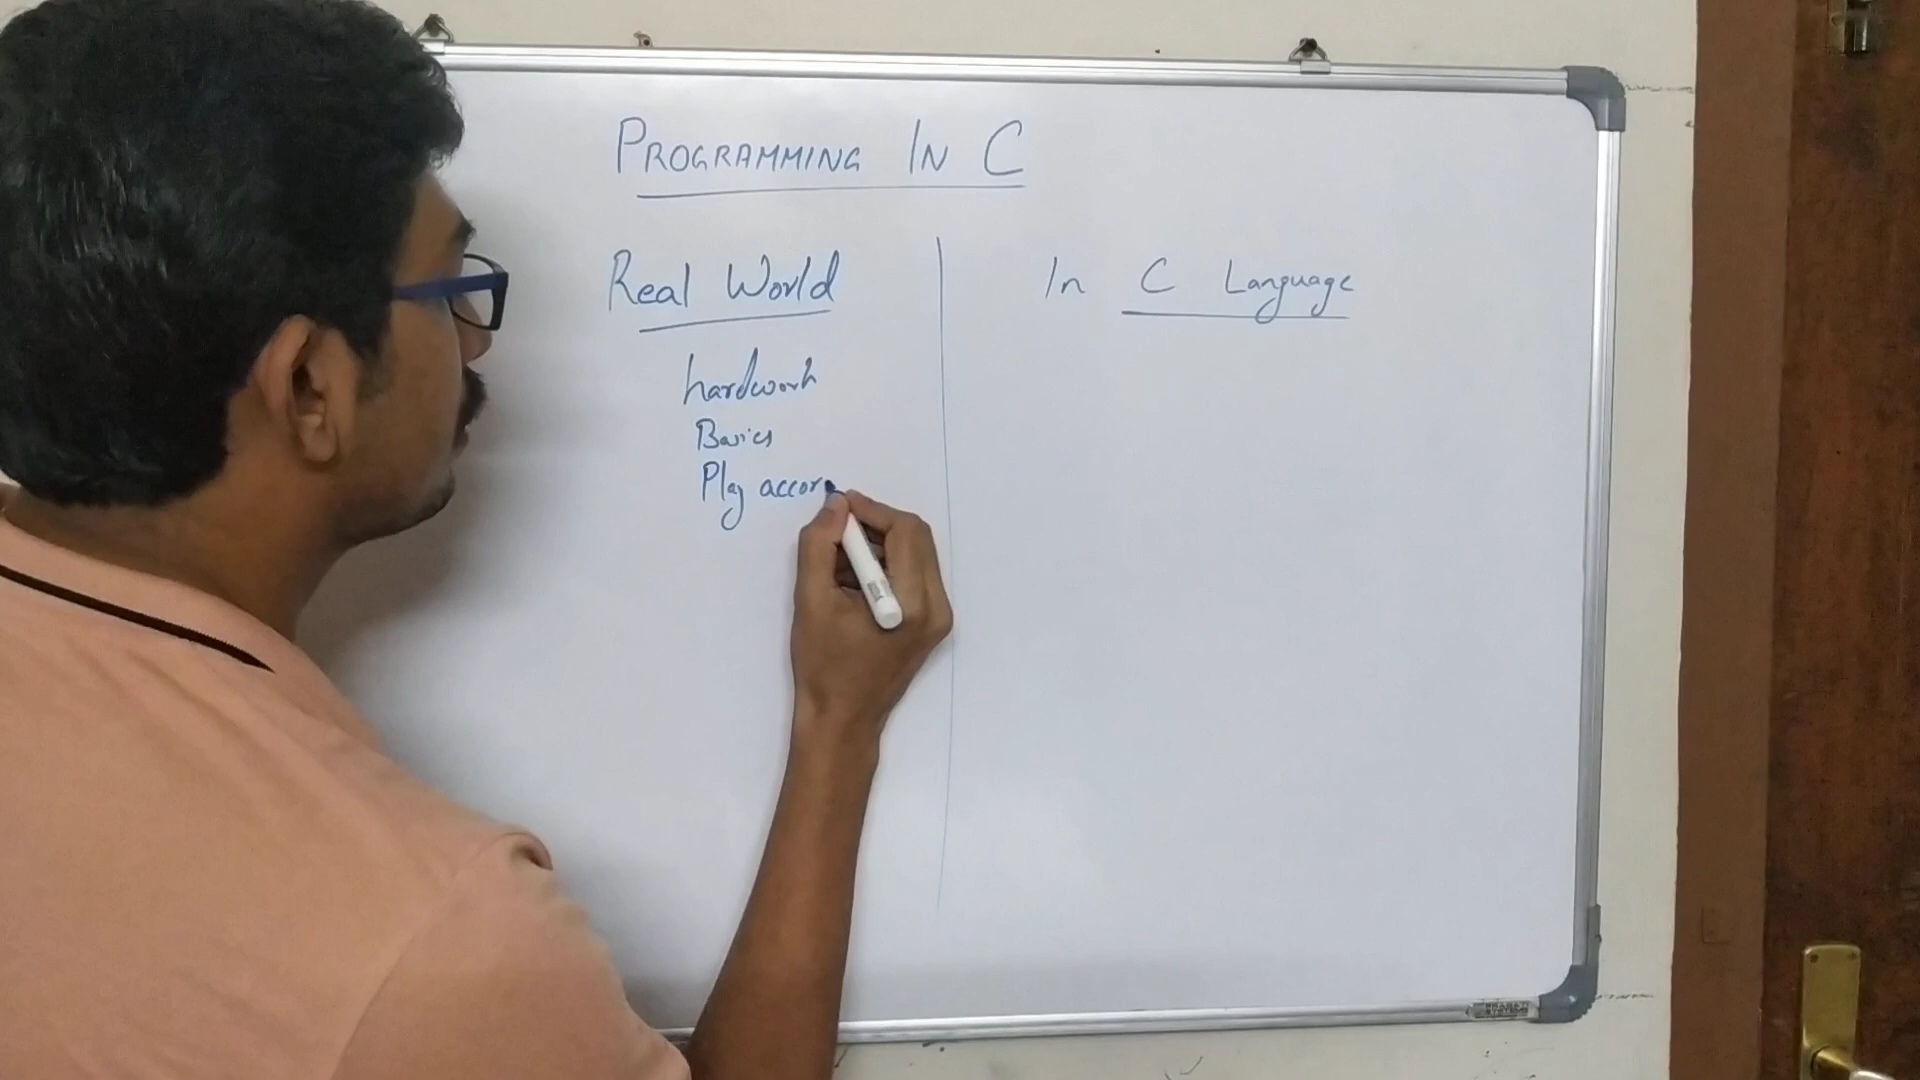 PROGRAMMING IN C
Real World
In C Language
hardwork
Basics
Play accor